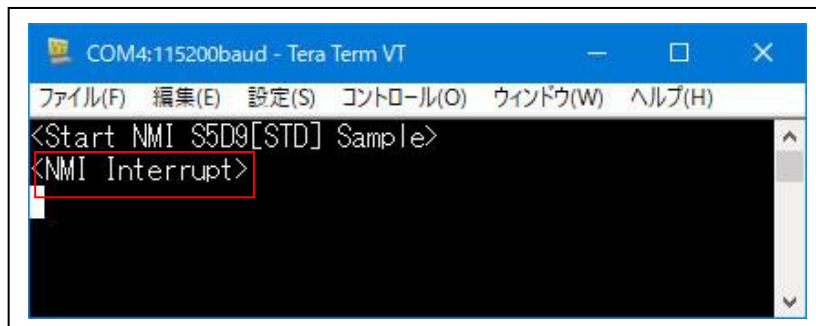 COM4:115200baud - Tera Term VT
ファイル(F) 編集(E) 設定(S) コントロール(O) ウィンドウ(W) ヘルプ(H)
<Start NMI S5D9[STD] Sample>
<NMI Interrupt>